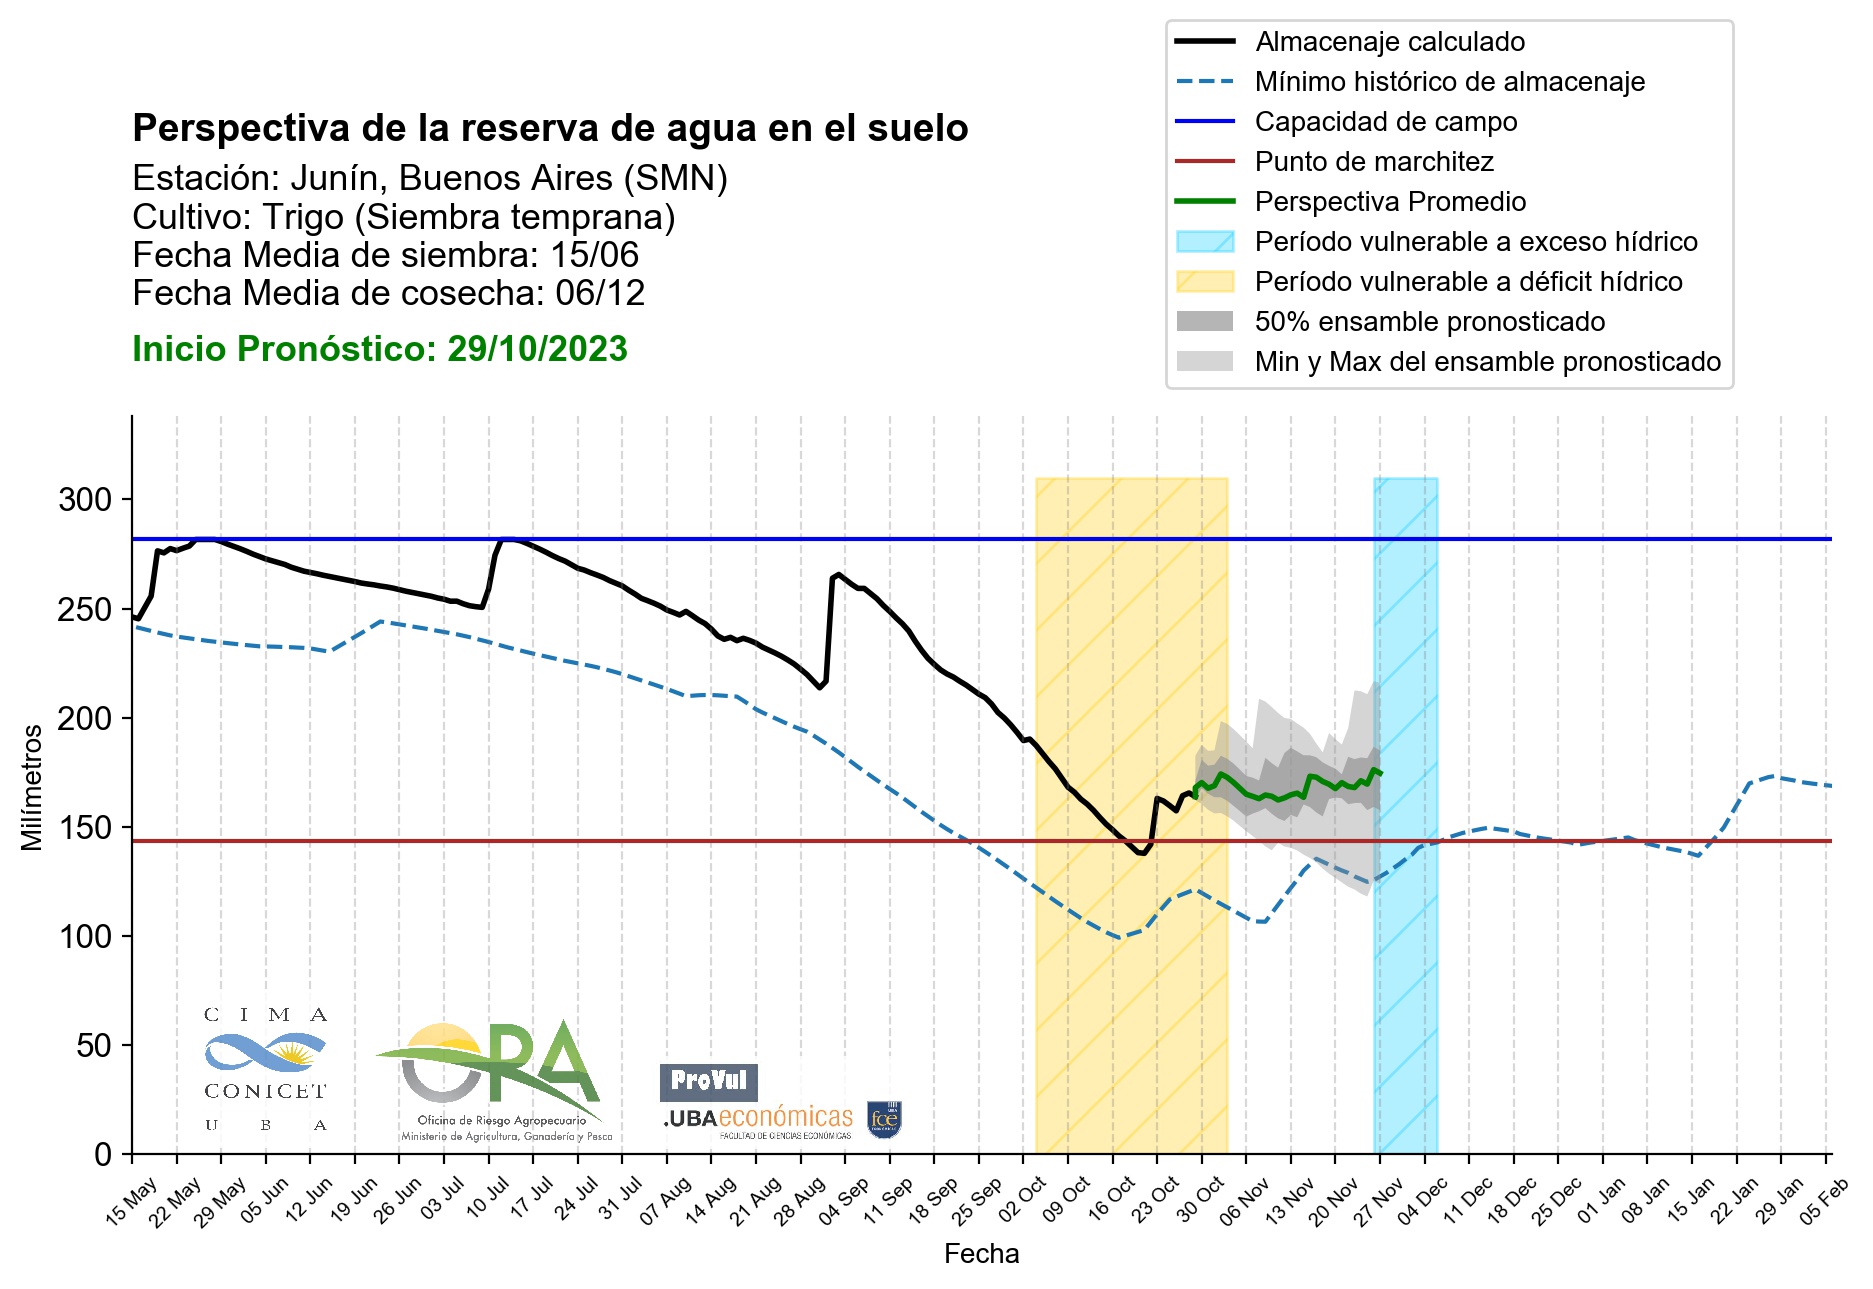 Almacenaje calculado
Mínimo histórico de almacenaje
Capacidad de campo
Punto de marchitez
Perspectiva Promedio
Período vulnerable a exceso hídrico
Período vulnerable a déficit hídrico
50% ensamble pronosticado
Min y Max del ensamble pronosticado
Perspectiva de la reserva de agua en el suelo
Estación: Junín, Buenos Aires (SMN)
Cultivo: Trigo (Siembra temprana)
Fecha Media de siembra: 15/06
Fecha Media de cosecha: 06/12
Inicio Pronóstico: 29/10/2023
Milímetros
300
250
200
150
100
50
0
CIMA
CONICET
UBA
ORA
Oficina de Riesgo Agropecuario
Ministerio de Agricultura, Ganadería y Pesca
ProVul
.UBAeconómicas
FACULTAD DE CIENCIAS ECONÓMICAS
fce
15 May
22 May
29 May
05 Jun
12 Jun
19 Jun
26 Jun
03 Jul
10 Jul
17 Jul
24 Jul
31 Jul
07 Aug
14 Aug
21 Aug
28 Aug
04 Sep
11 Sep
18 Sep
25 Sep
02 Oct
09 Oct
16 Oct
23 Oct
30 Oct
06 Nov
13 Nov
20 Nov
27 Nov
04 Dec
11 Dec
18 Dec
25 Dec
01 Jan
08 Jan
15 Jan
22 Jan
29 Jan
05 Feb
Fecha